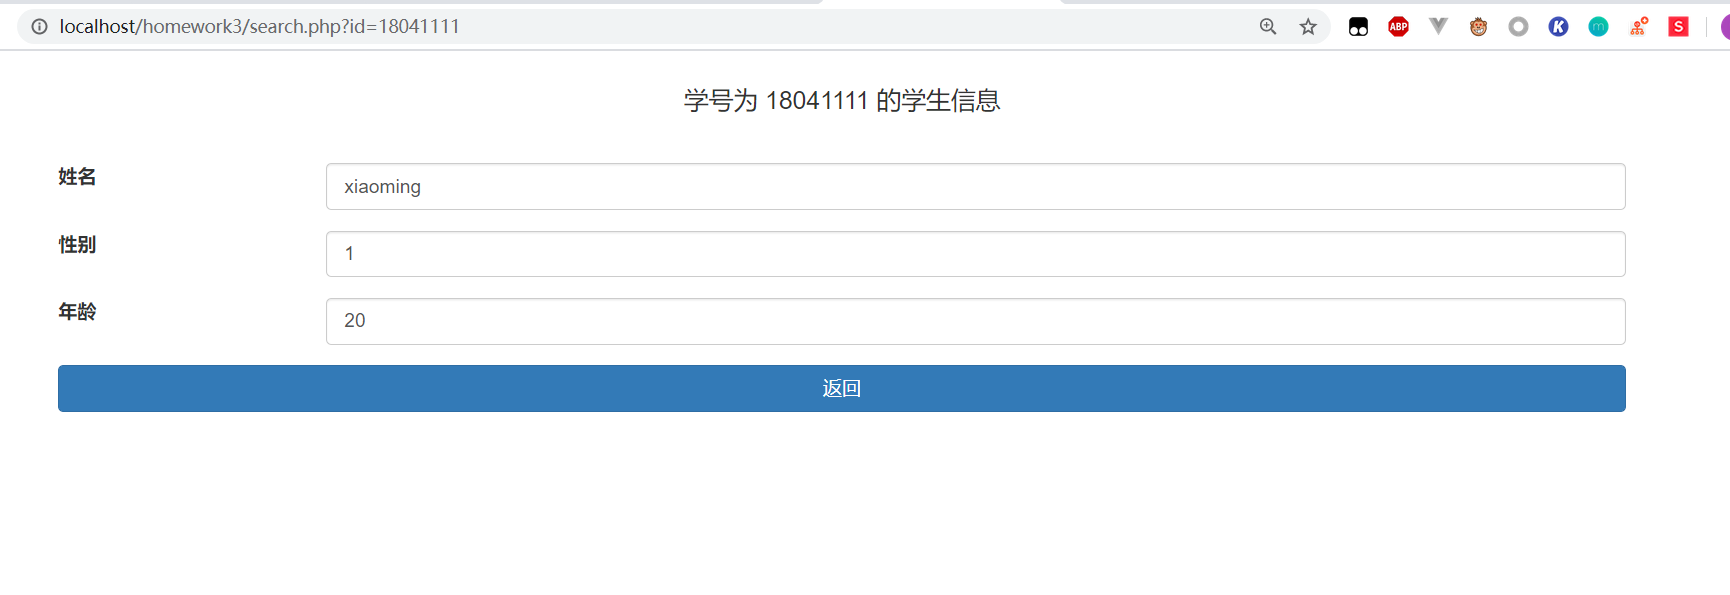 localhost/homework3/search.php?id=18041111
ABP
K
m
S
学号为 18041111 的学生信息
姓名
xiaoming
性别
1
年龄
20
返回